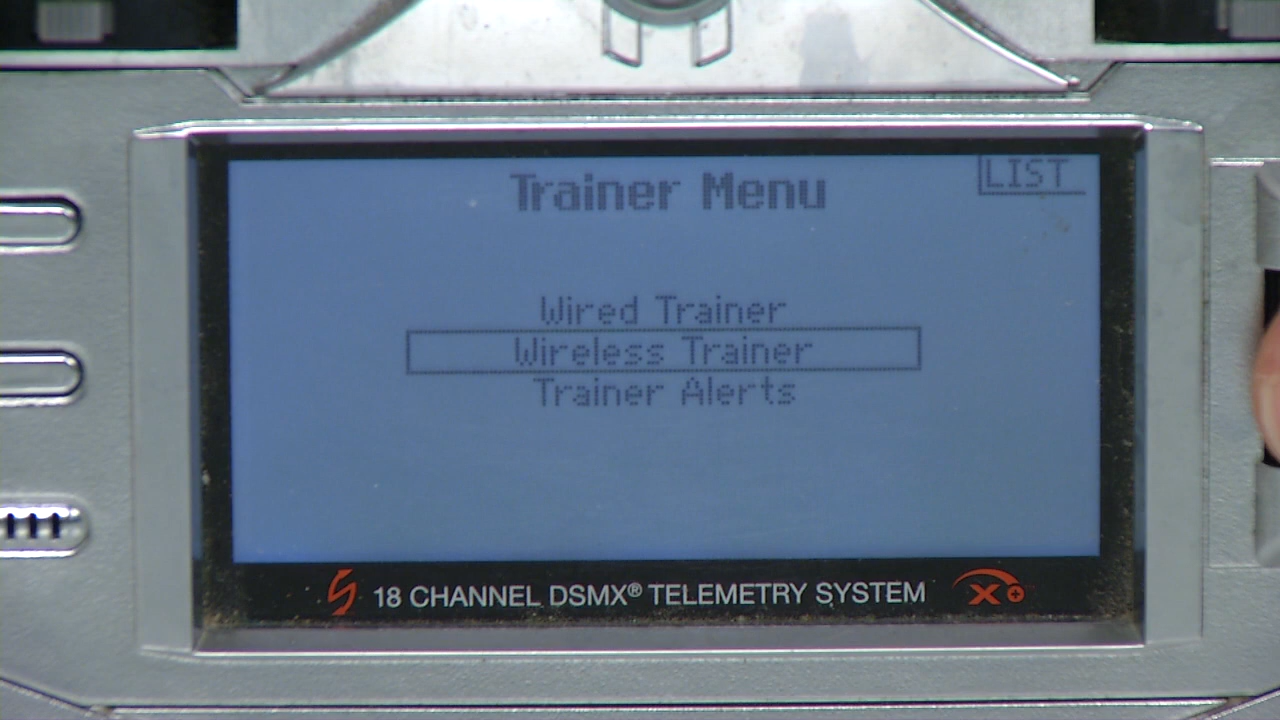 Trainer Menu
LIST
Wired Trainer
Wireless Trainer
Trainer Alerts
18 CHANNEL DSMX® TELEMETRY SYSTEM X+